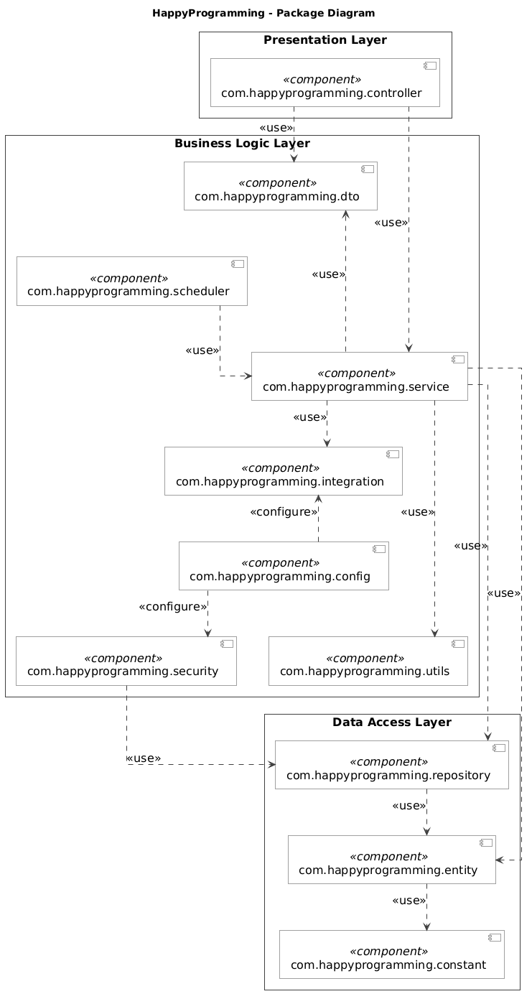 HappyProgramming - Package Diagram
Presentation Layer
«component»
com.happyprogramming.controller
«use»
Business Logic Layer
«component»
com.happyprogramming.dto
«use»
«use»
«component»
com.happyprogramming.scheduler
«use»
«component»
com.happyprogramming.service
«use»
«component»
com.happyprogramming.integration
«configure»
«use»
«use»
«component»
com.happyprogramming.config
«use»
«configure»
«component»
com.happyprogramming.security
«component»
com.happyprogramming.utils
Data Access Layer
«use»
«component»
com.happyprogramming.repository
«use»
«component»
com.happyprogramming.entity
«use»
«component»
com.happyprogramming.constant